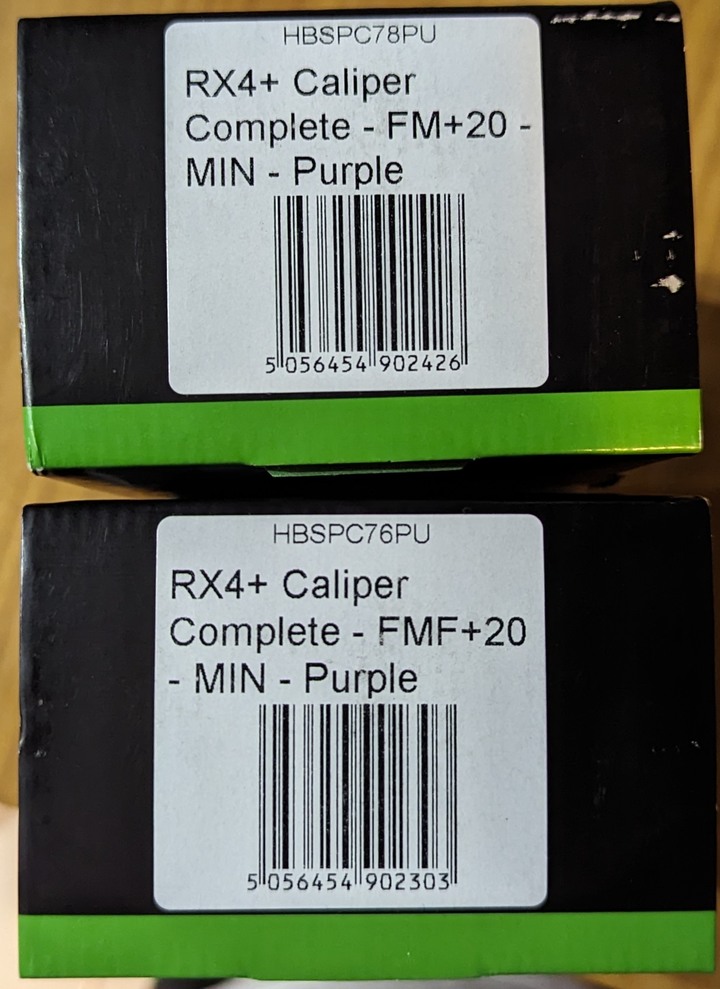 HBSPC78PU
RX4+ Caliper
Complete - FM+20 -
MIN - Purple
5 056454 902426
HBSPC76PU
RX4+ Caliper
Complete - FMF+20
- MIN - Purple
5 056454 902303